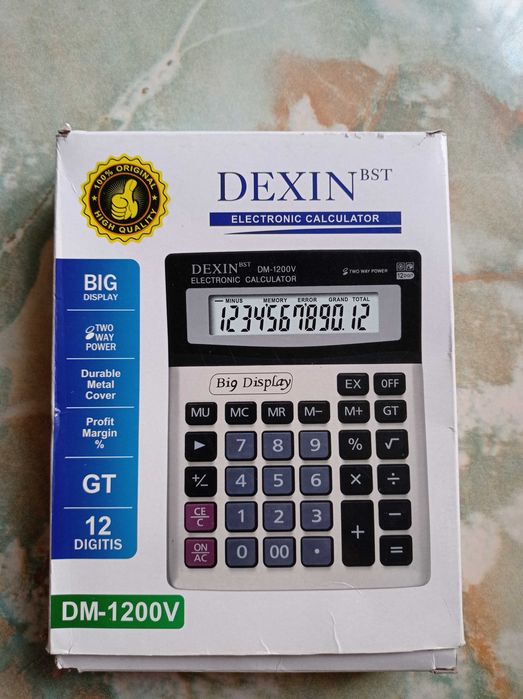 100% ORIGINAL
HIGH QUALITY
DEXIN BST
ELECTRONIC CALCULATOR
BIG
DISPLAY
TWO
WAY
POWER
Durable
Metal
Cover
Profit
Margin
%
GT
12
DIGITIS
DM-1200V
DEXIN BST DM-1200V
ELECTRONIC CALCULATOR
TWO WAY POWER
MINUS MEMORY ERROR GRAND TOTAL
123456789012
Big Display
EX OFF
MU MC MR M– M+ GT
► 7 8 9 % √
+/− 4 5 6 × ÷
CE/C 1 2 3 + −
ON/AC 0 00 • =